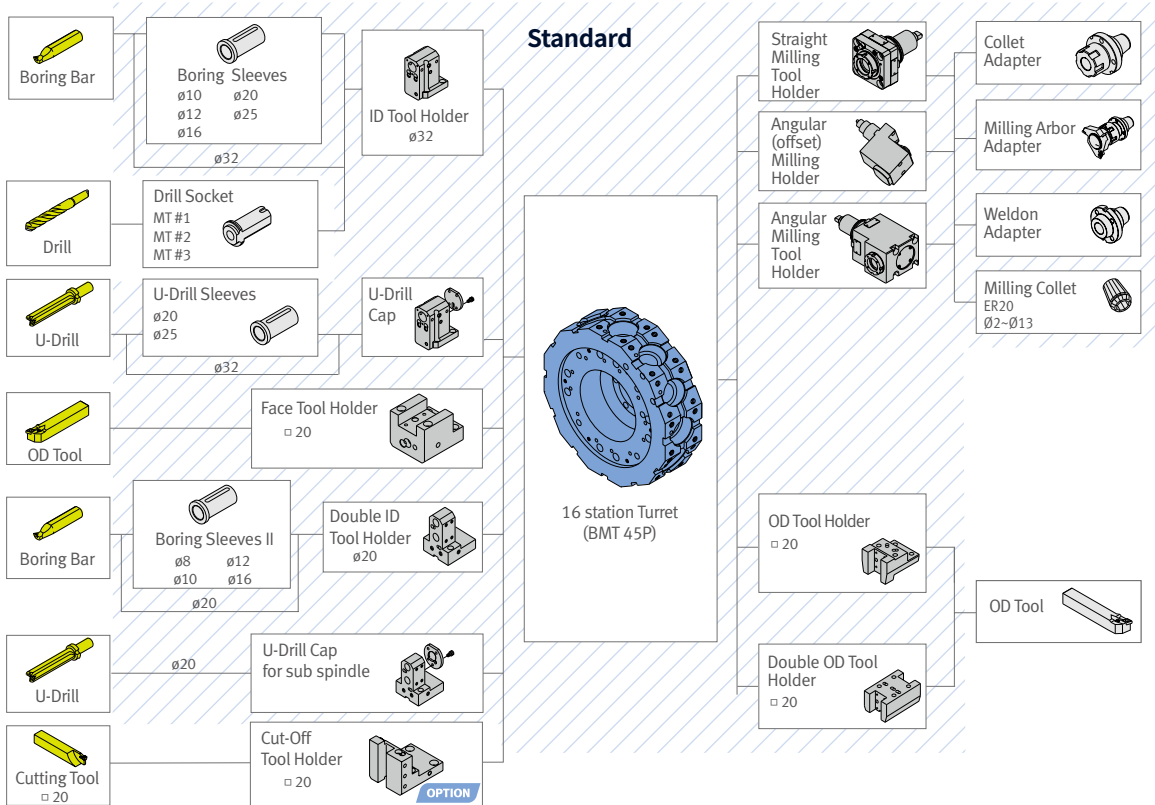 Standard
Boring Bar
Boring Sleeves
ø10 ø20
ø12 ø25
ø16
ø32
ID Tool Holder
ø32
Drill
Drill Socket
MT #1
MT #2
MT #3
U-Drill
U-Drill Sleeves
ø20
ø25
ø32
U-Drill
Cap
OD Tool
Face Tool Holder
□ 20
Boring Bar
Boring Sleeves II
ø8 ø12
ø10 ø16
ø20
Double ID
Tool Holder
ø20
U-Drill
ø20
U-Drill Cap
for sub spindle
Cutting Tool
□ 20
Cut-Off
Tool Holder
□ 20
OPTION
16 station Turret
(BMT 45P)
Straight
Milling
Tool
Holder
Angular
(offset)
Milling
Holder
Angular
Milling
Tool
Holder
Collet
Adapter
Milling Arbor
Adapter
Weldon
Adapter
Milling Collet
ER20
Ø2~Ø13
OD Tool Holder
□ 20
Double OD Tool
Holder
□ 20
OD Tool